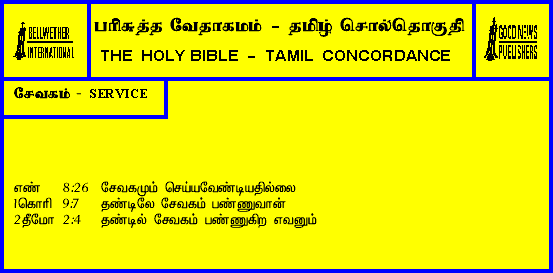 BELLWETHER
INTERNATIONAL
பரிசுத்த வேதாகமம் - தமிழ் சொல்தொகுதி
THE HOLY BIBLE - TAMIL CONCORDANCE
GOOD NEWS
PUBLISHERS
சேவகம் - SERVICE
எண் 8:26 சேவகமும் செய்யவேண்டியதில்லை
1கொரி 9:7 தண்டிலே சேவகம் பண்ணுவான்
2தீமோ 2:4 தண்டில் சேவகம் பண்ணுகிற எவனும்